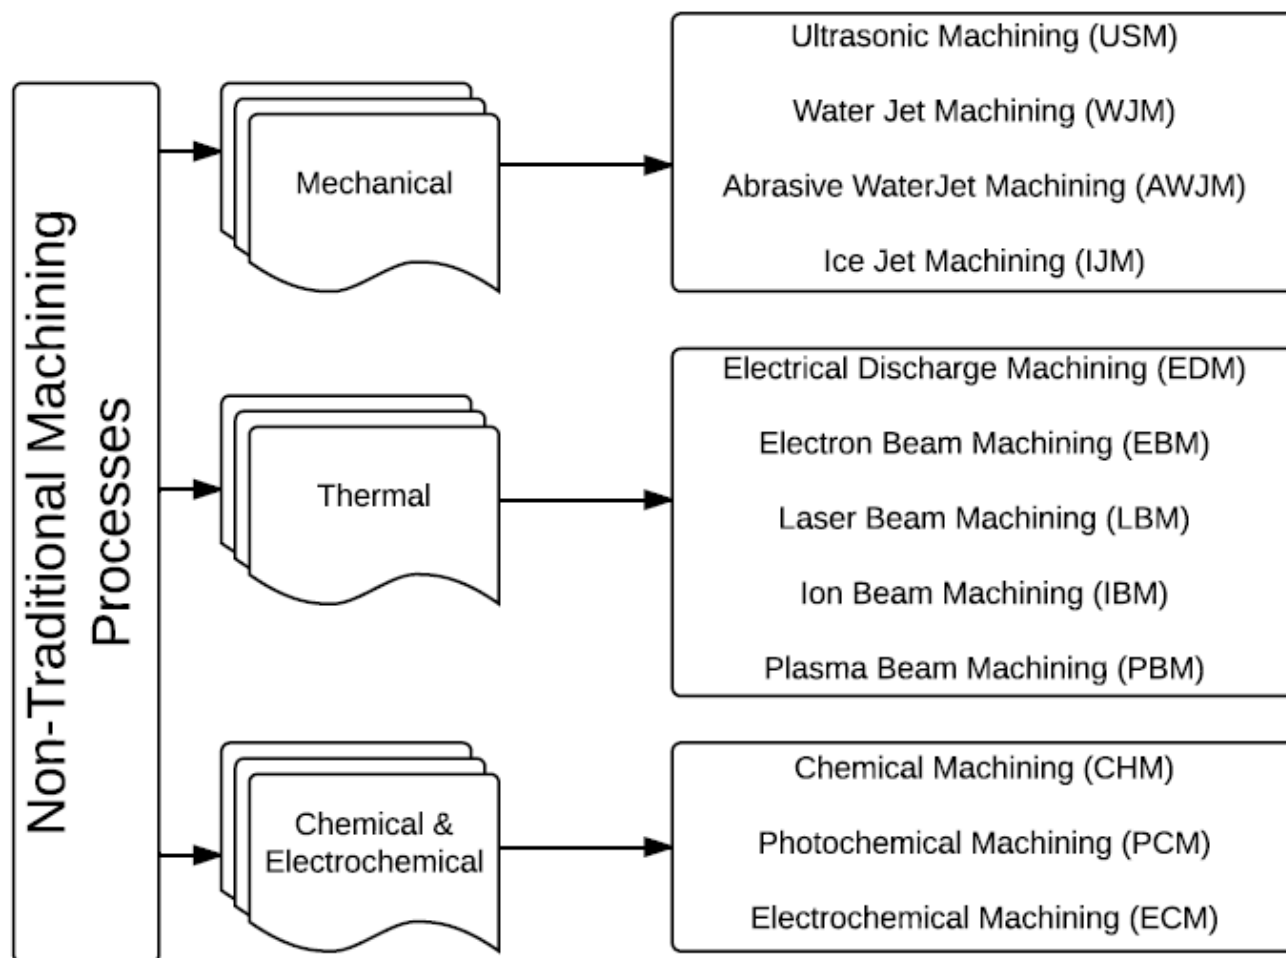 Non-Traditional Machining
Processes
Mechanical
Ultrasonic Machining (USM)
Water Jet Machining (WJM)
Abrasive WaterJet Machining (AWJM)
Ice Jet Machining (IJM)
Thermal
Electrical Discharge Machining (EDM)
Electron Beam Machining (EBM)
Laser Beam Machining (LBM)
Ion Beam Machining (IBM)
Plasma Beam Machining (PBM)
Chemical &
Electrochemical
Chemical Machining (CHM)
Photochemical Machining (PCM)
Electrochemical Machining (ECM)